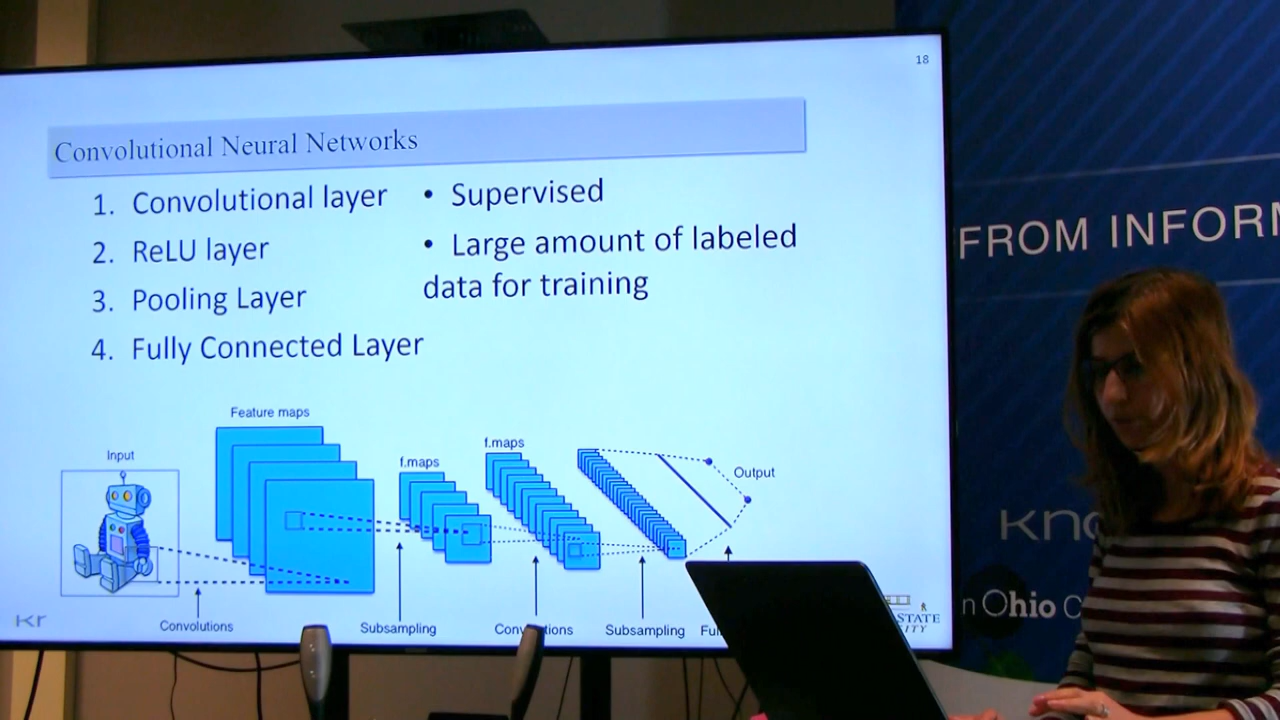 18
Convolutional Neural Networks
1. Convolutional layer
2. ReLU layer
3. Pooling Layer
4. Fully Connected Layer
• Supervised
• Large amount of labeled
data for training
Input
Feature maps
f.maps
f.maps
Output
Convolutions
Subsampling
Subsampling
STATE
FROM
Ohio